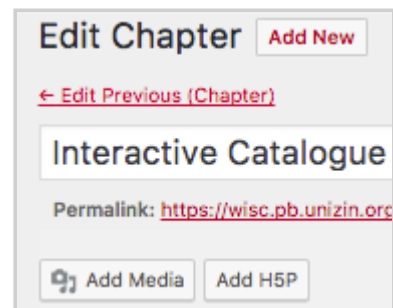 Edit Chapter Add New
← Edit Previous (Chapter)
Interactive Catalogue
Permalink: https://wisc.pb.unizin.org
Add Media Add H5P